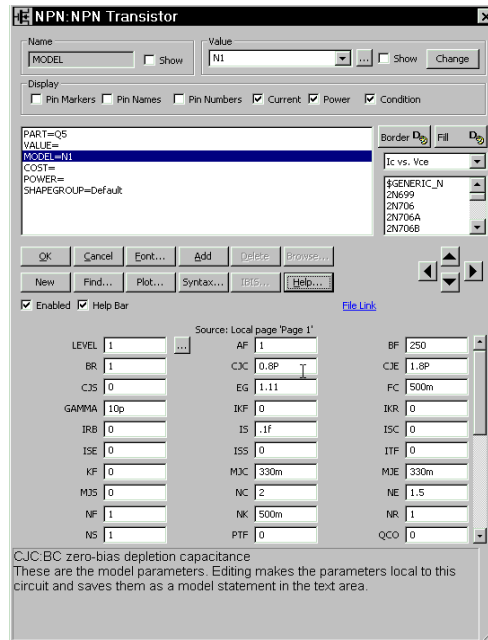 NPN:NPN Transistor
Name
MODEL
Show
Value
N1
...
Show
Change
Display
Pin Markers Pin Names Pin Numbers Current Power Condition
PART=Q5
VALUE=
MODEL=N1
COST=
POWER=
SHAPEGROUP=Default
Border
Fill
Ic vs. Vce
$GENERIC_N
2N699
2N706
2N706A
2N706B
OK Cancel Font... Add Delete Browse...
New Find... Plot... Syntax... IBIS... Help...
Enabled Help Bar
File Link
Source: Local page 'Page 1'
LEVEL 1 ... AF 1 BF 250
BR 1 CJC 0.8P CJE 1.8P
CJS 0 EG 1.11 FC 500m
GAMMA 10p IKF 0 IKR 0
IRB 0 IS .1f ISC 0
ISE 0 ISS 0 ITF 0
KF 0 MJC 330m MJE 330m
MJS 0 NC 2 NE 1.5
NF 1 NK 500m NR 1
NS 1 PTF 0 QCO 0
CJC:BC zero-bias depletion capacitance
These are the model parameters. Editing makes the parameters local to this
circuit and saves them as a model statement in the text area.